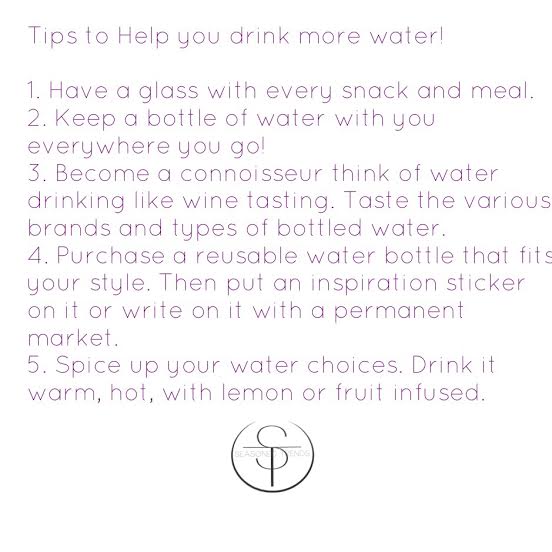 Tips to Help you drink more water!
1. Have a glass with every snack and meal.
2. Keep a bottle of water with you
everywhere you go!
3. Become a connoisseur think of water
drinking like wine tasting. Taste the various
brands and types of bottled water.
4. Purchase a reusable water bottle that fits
your style. Then put an inspiration sticker
on it or write on it with a permanent
market.
5. Spice up your water choices. Drink it
warm, hot, with lemon or fruit infused.